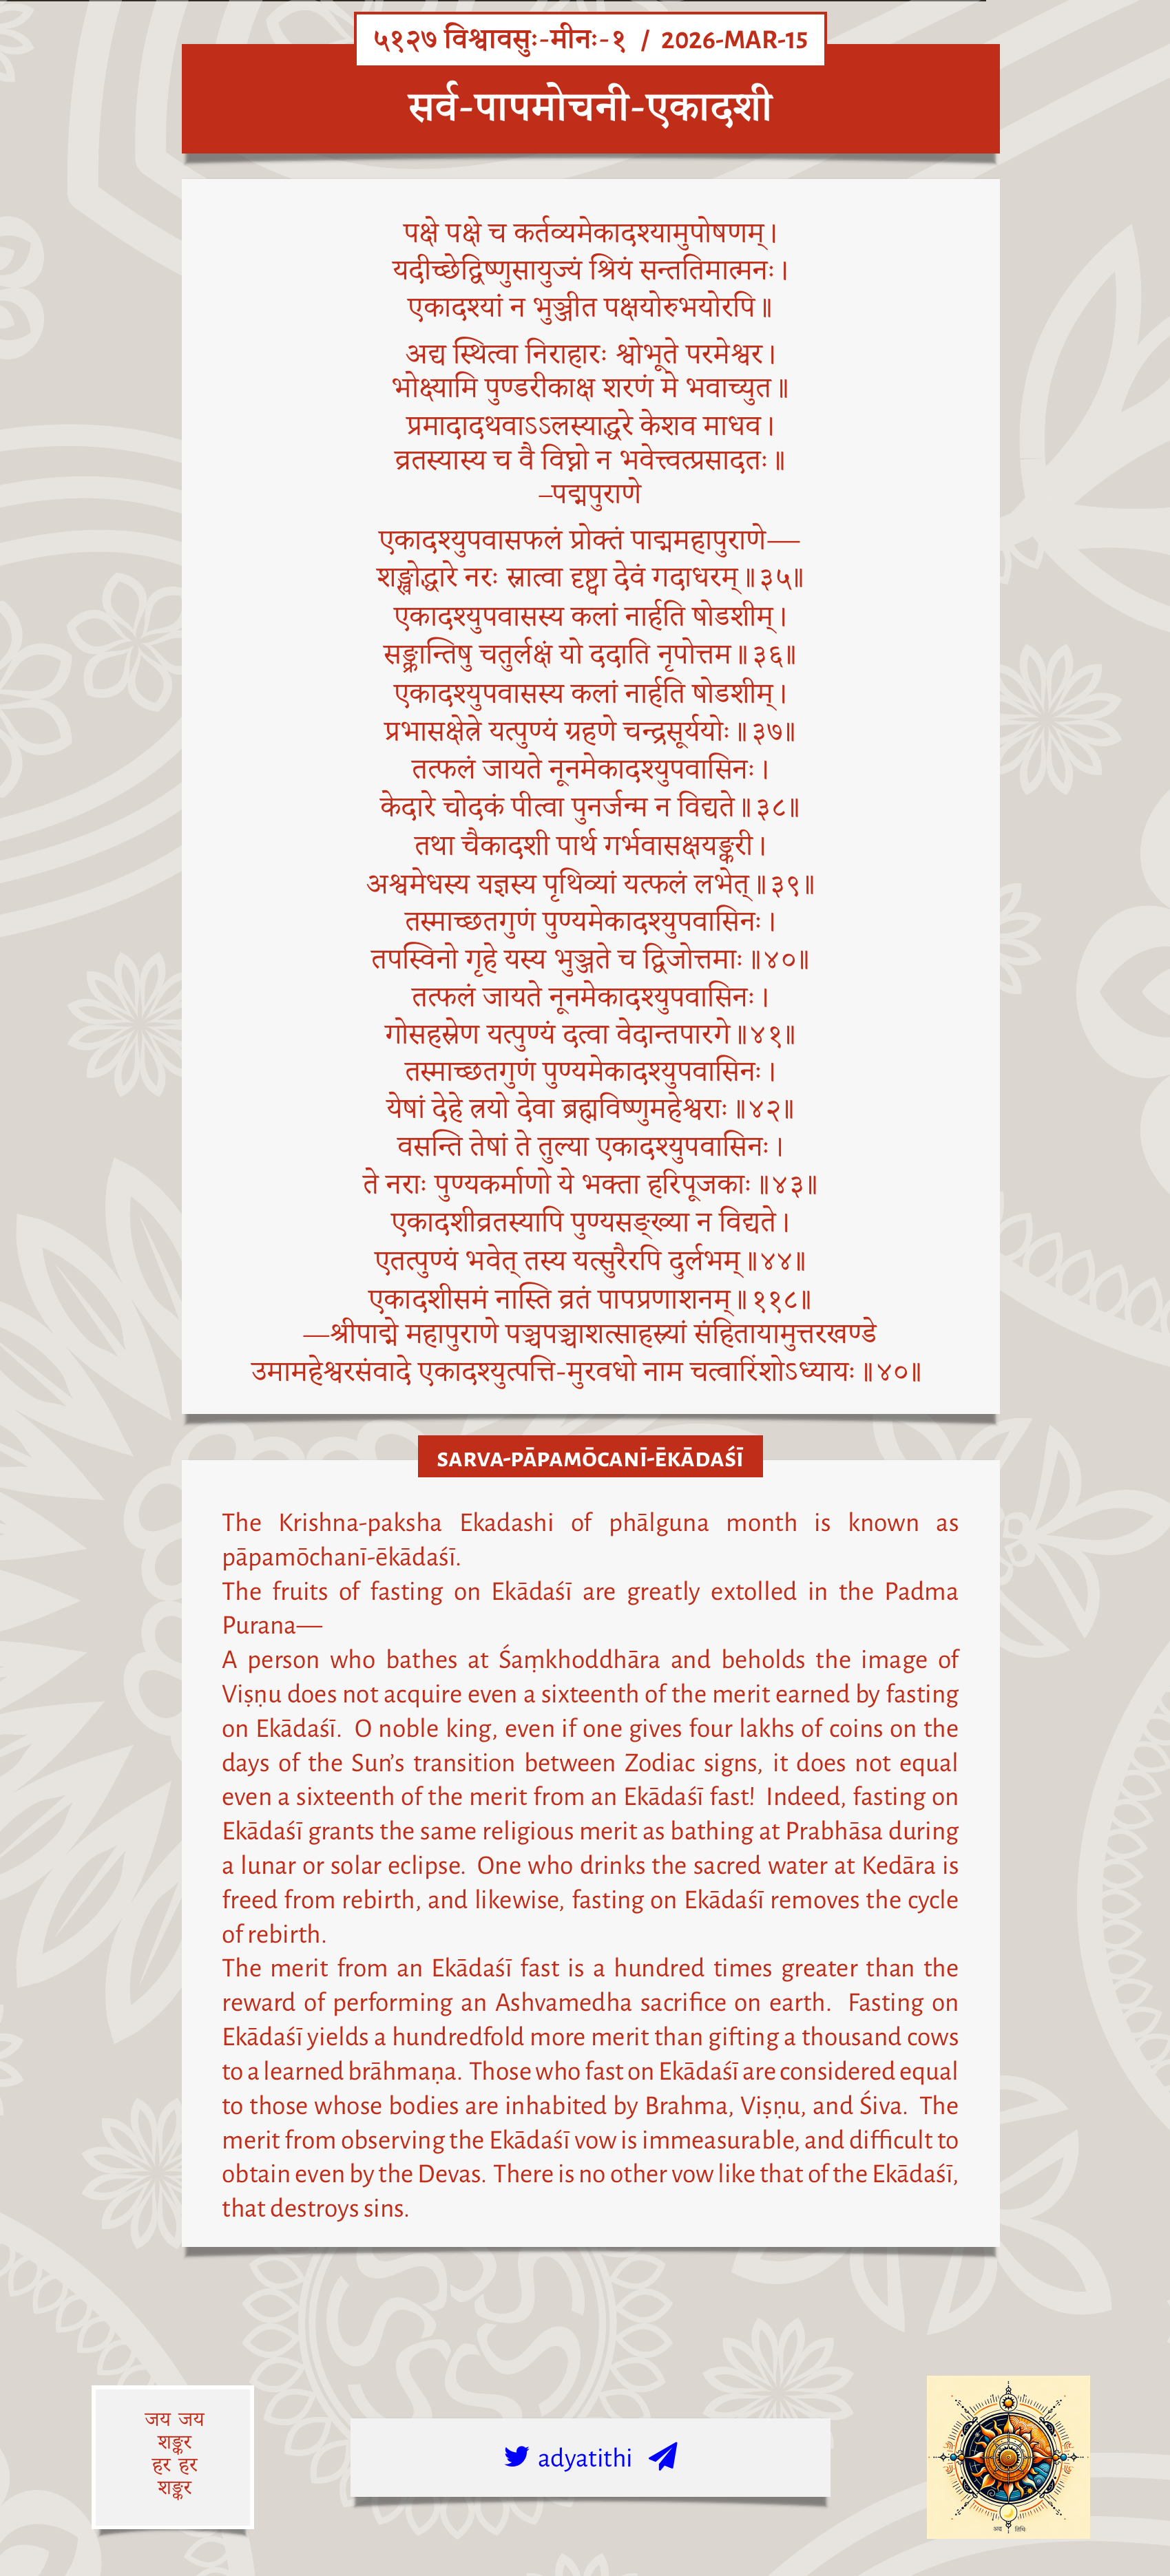 ५१२७ विश्वावसुः-मीनः-१ / 2026-MAR-15
सर्व-पापमोचनी-एकादशी
पक्षे पक्षे च कर्तव्यमेकादश्यामुपोषणम्।
यदीच्छेद्विष्णुसायुज्यं श्रियं सन्ततिमात्मनः।
एकादश्यां न भुञ्जीत पक्षयोरुभयोरपि॥
अद्य स्थित्वा निराहारः श्वोभूते परमेश्वर।
भोक्ष्यामि पुण्डरीकाक्ष शरणं मे भवाच्युत॥
प्रमादादथवाऽऽलस्याद्धरे केशव माधव।
व्रतस्यास्य च वै विघ्नो न भवेत्त्वत्प्रसादतः॥
–पद्मपुराणे
एकादश्युपवासफलं प्रोक्तं पाद्ममहापुराणे—
शङ्खोद्धारे नरः स्नात्वा दृष्ट्वा देवं गदाधरम्॥३५॥
एकादश्युपवासस्य कलां नार्हति षोडशीम्।
सङ्क्रान्तिषु चतुर्लक्षं यो ददाति नृपोत्तम॥३६॥
एकादश्युपवासस्य कलां नार्हति षोडशीम्।
प्रभासक्षेत्रे यत्पुण्यं ग्रहणे चन्द्रसूर्ययोः॥३७॥
तत्फलं जायते नूनमेकादश्युपवासिनः।
केदारे चोदकं पीत्वा पुनर्जन्म न विद्यते॥३८॥
तथा चैकादशी पार्थ गर्भवासक्षयङ्करी।
अश्वमेधस्य यज्ञस्य पृथिव्यां यत्फलं लभेत्॥३९॥
तस्माच्छतगुणं पुण्यमेकादश्युपवासिनः।
तपस्विनो गृहे यस्य भुञ्जते च द्विजोत्तमाः॥४०॥
तत्फलं जायते नूनमेकादश्युपवासिनः।
गोसहस्रेण यत्पुण्यं दत्वा वेदान्तपारगे॥४१॥
तस्माच्छतगुणं पुण्यमेकादश्युपवासिनः।
येषां देहे त्रयो देवा ब्रह्मविष्णुमहेश्वराः॥४२॥
वसन्ति तेषां ते तुल्या एकादश्युपवासिनः।
ते नराः पुण्यकर्माणो ये भक्ता हरिपूजकाः॥४३॥
एकादशीव्रतस्यापि पुण्यसङ्ख्या न विद्यते।
एतत्पुण्यं भवेत् तस्य यत्सुरैरपि दुर्लभम्॥४४॥
एकादशीसमं नास्ति व्रतं पापप्रणाशनम्॥११८॥
—श्रीपाद्मे महापुराणे पञ्चपञ्चाशत्साहस्र्यां संहितायामुत्तरखण्डे
उमामहेश्वरसंवादे एकादश्युत्पत्ति-मुरवधो नाम चत्वारिंशोऽध्यायः॥४०॥
SARVA-PĀPAMŌCANĪ-ĒKĀDAŚĪ
The Krishna-paksha Ekadashi of phālguna month is known as
pāpamōchanī-ēkādaśī.
The fruits of fasting on Ekādaśī are greatly extolled in the Padma
Purana—
A person who bathes at Śaṃkhoddhāra and beholds the image of
Viṣṇu does not acquire even a sixteenth of the merit earned by fasting
on Ekādaśī. O noble king, even if one gives four lakhs of coins on the
days of the Sun’s transition between Zodiac signs, it does not equal
even a sixteenth of the merit from an Ekādaśī fast! Indeed, fasting on
Ekādaśī grants the same religious merit as bathing at Prabhāsa during
a lunar or solar eclipse. One who drinks the sacred water at Kedāra is
freed from rebirth, and likewise, fasting on Ekādaśī removes the cycle
of rebirth.
The merit from an Ekādaśī fast is a hundred times greater than the
reward of performing an Ashvamedha sacrifice on earth. Fasting on
Ekādaśī yields a hundredfold more merit than gifting a thousand cows
to a learned brāhmaṇa. Those who fast on Ekādaśī are considered equal
to those whose bodies are inhabited by Brahma, Viṣṇu, and Śiva. The
merit from observing the Ekādaśī vow is immeasurable, and difficult to
obtain even by the Devas. There is no other vow like that of the Ekādaśī,
that destroys sins.
जय जय
शङ्कर
हर हर
शङ्कर
adyatithi
अद्य तिथि